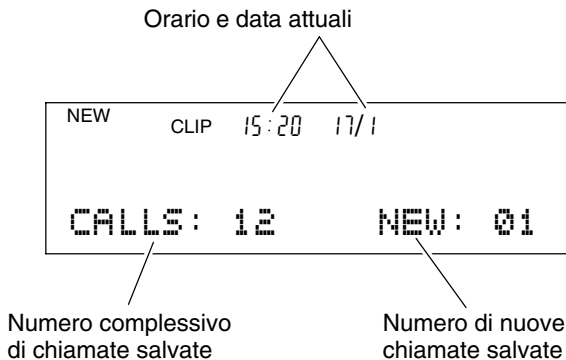 Orario e data attuali
NEW
CLIP 15:20 17/1
CALLS: 12 NEW: 01
Numero complessivo
di chiamate salvate
Numero di nuove
chiamate salvate